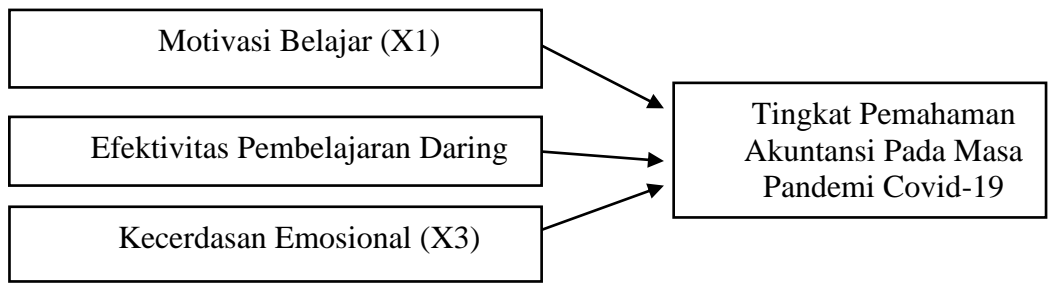 Motivasi Belajar (X1)
Efektivitas Pembelajaran Daring
Kecerdasan Emosional (X3)
Tingkat Pemahaman
Akuntansi Pada Masa
Pandemi Covid-19